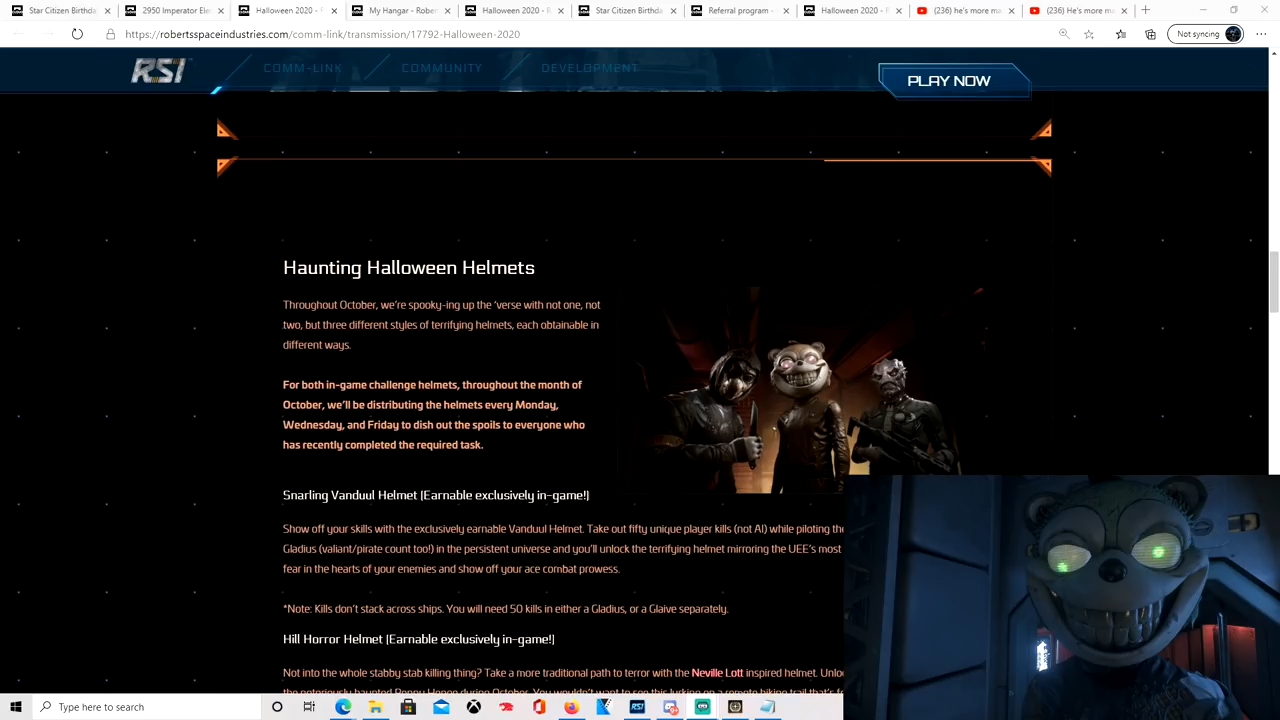 Star Citizen Birthda
2950 Imperator Ele
Halloween 2020 -
My Hangar - Rober
Halloween 2020 - R
Star Citizen Birthda
Referral program -
Halloween 2020 - R
(236) he's more ma
(236) He's more m
https://robertsspaceindustries.com/comm-link/transmission/17792-Halloween-2020
Not syncing
RSI
COMM-LINK
COMMUNITY
DEVELOPMENT
PLAY NOW
Haunting Halloween Helmets
Throughout October, we're spooky-ing up the 'verse with not one, not
two, but three different styles of terrifying helmets, each obtainable in
different ways.
For both in-game challenge helmets, throughout the month of
October, we'll be distributing the helmets every Monday,
Wednesday, and Friday to dish out the spoils to everyone who
has recently completed the required task.
Snarling Vanduul Helmet [Earnable exclusively in-game!]
Show off your skills with the exclusively earnable Vanduul Helmet. Take out fifty unique player kills (not AI) while piloting the
Gladius (valiant/pirate count too!) in the persistent universe and you'll unlock the terrifying helmet mirroring the UEE's most
fear in the hearts of your enemies and show off your ace combat prowess.
*Note: Kills don't stack across ships. You will need 50 kills in either a Gladius, or a Glaive separately.
Hill Horror Helmet [Earnable exclusively in-game!]
Not into the whole stabby stab killing thing? Take a more traditional path to terror with the Neville Lott inspired helmet.
Type here to search
RSI